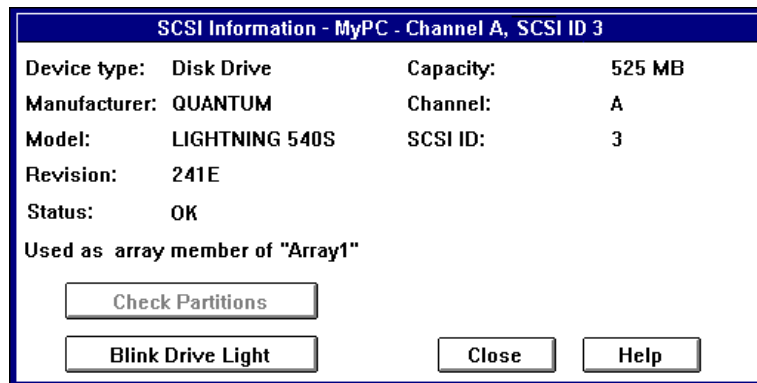 SCSI Information - MyPC - Channel A, SCSI ID 3
Device type: Disk Drive Capacity: 525 MB
Manufacturer: QUANTUM Channel: A
Model: LIGHTNING 540S SCSI ID: 3
Revision: 241E
Status: OK
Used as array member of "Array1"
Check Partitions
Blink Drive Light Close Help